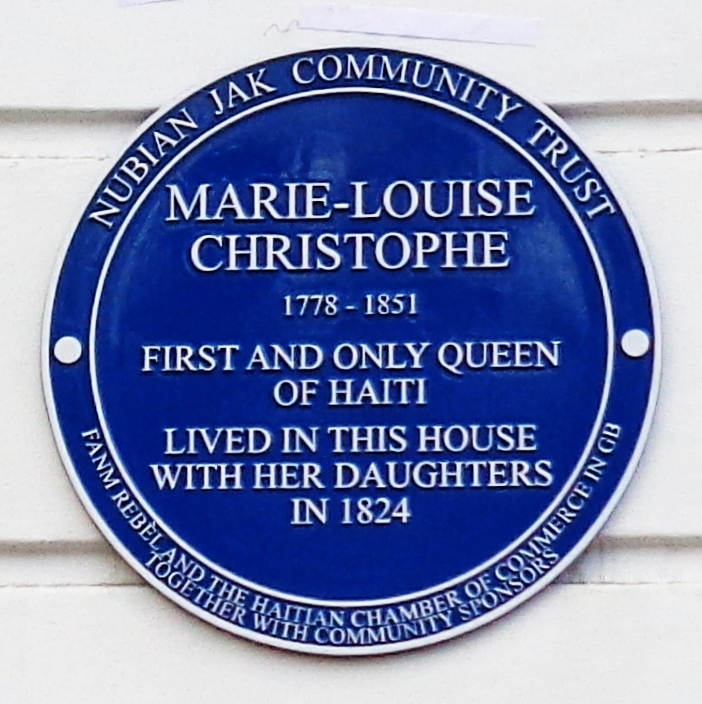 NUBIAN JAK COMMUNITY TRUST
MARIE-LOUISE
CHRISTOPHE
1778 - 1851
FIRST AND ONLY QUEEN
OF HAITI
LIVED IN THIS HOUSE
WITH HER DAUGHTERS
IN 1824
FANM REBÈL AND THE HAITIAN CHAMBER OF COMMERCE IN GB
TOGETHER WITH COMMUNITY SPONSORS